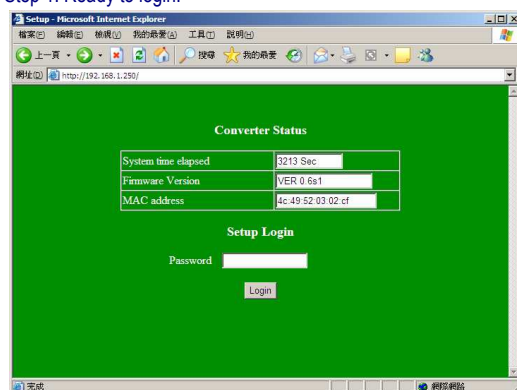 Step 1. Ready to login.
Setup - Microsoft Internet Explorer
檔案(F) 編輯(E) 檢視(V) 我的最愛(A) 工具(T) 說明(H)
上一頁 搜尋 我的最愛
網址(D) http://192.168.1.250/
Converter Status
System time elapsed 3213 Sec
Firmware Version VER 0.6s1
MAC address 4c:49:52:03:02:cf
Setup Login
Password
Login
完成 網際網路